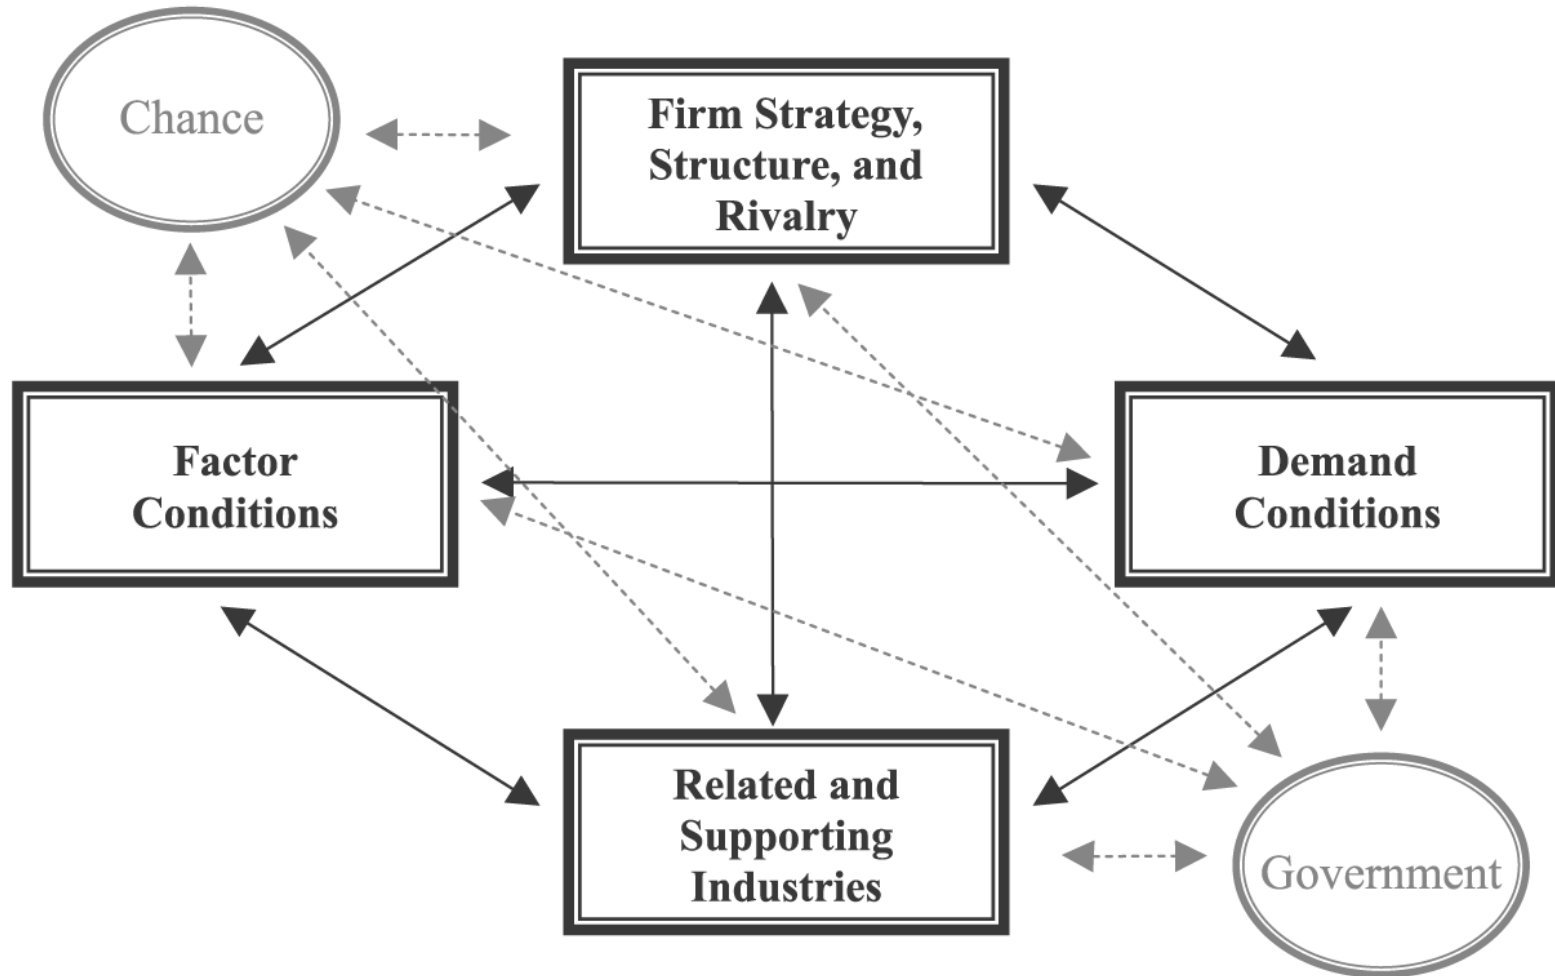 Chance
Firm Strategy,
Structure, and
Rivalry
Factor
Conditions
Demand
Conditions
Related and
Supporting
Industries
Government